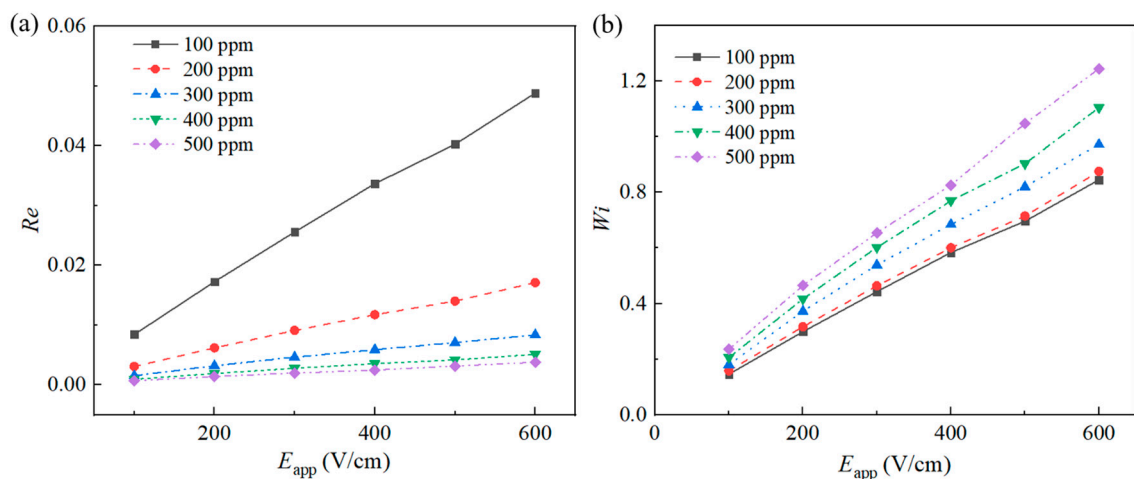 (a)
0.06
0.04
0.02
0.00
Re
100 ppm
200 ppm
300 ppm
400 ppm
500 ppm
200
400
600
Eapp (V/cm)
(b)
1.2
0.8
0.4
0.0
Wi
100 ppm
200 ppm
300 ppm
400 ppm
500 ppm
0
200
400
600
Eapp (V/cm)